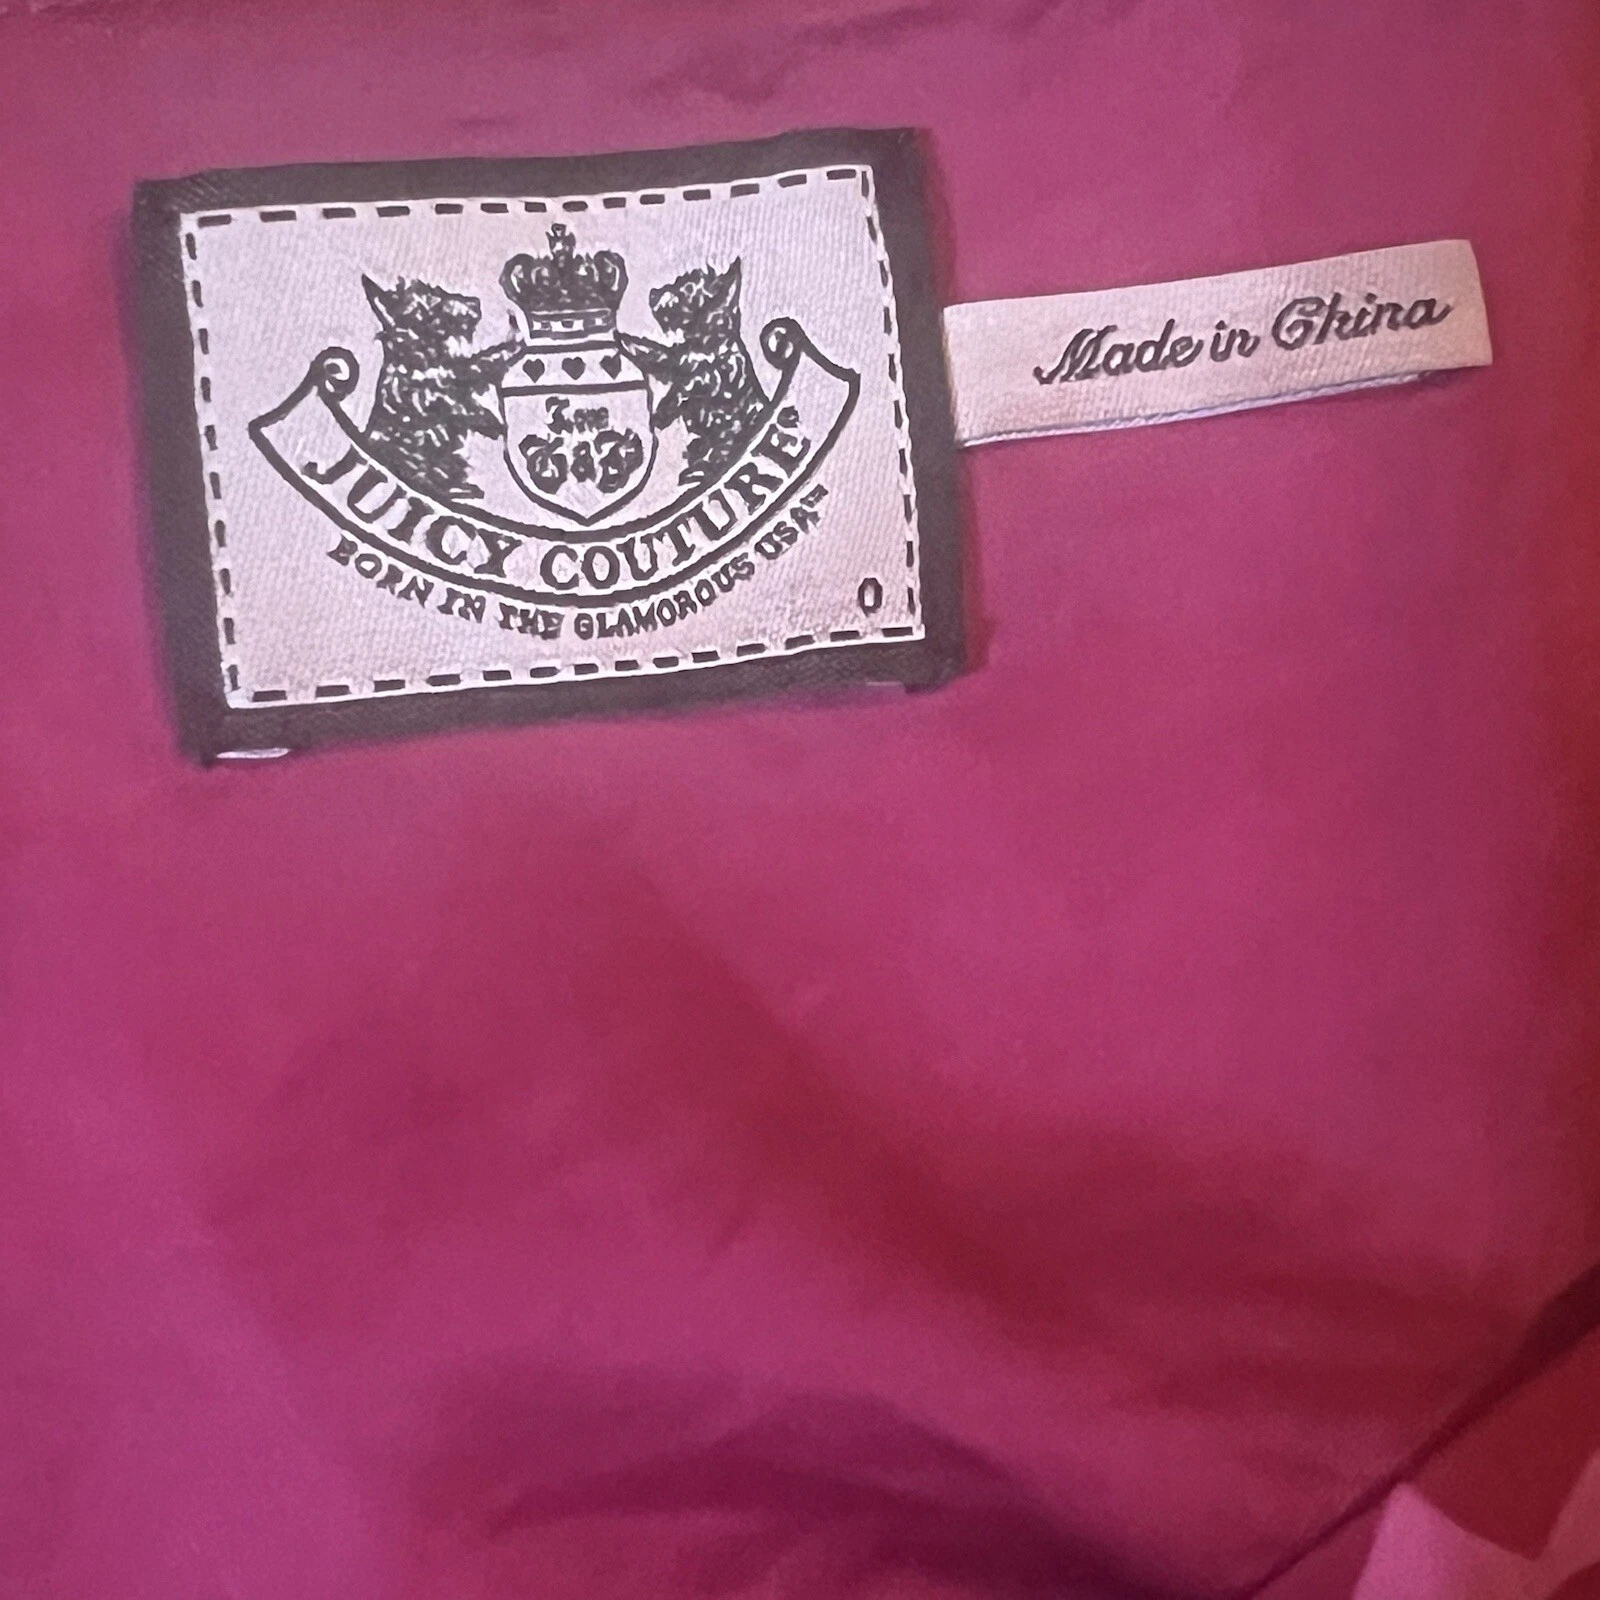 Love
G&P
JUICY COUTURE®
BORN IN THE GLAMOROUS USA™
0
Made in China